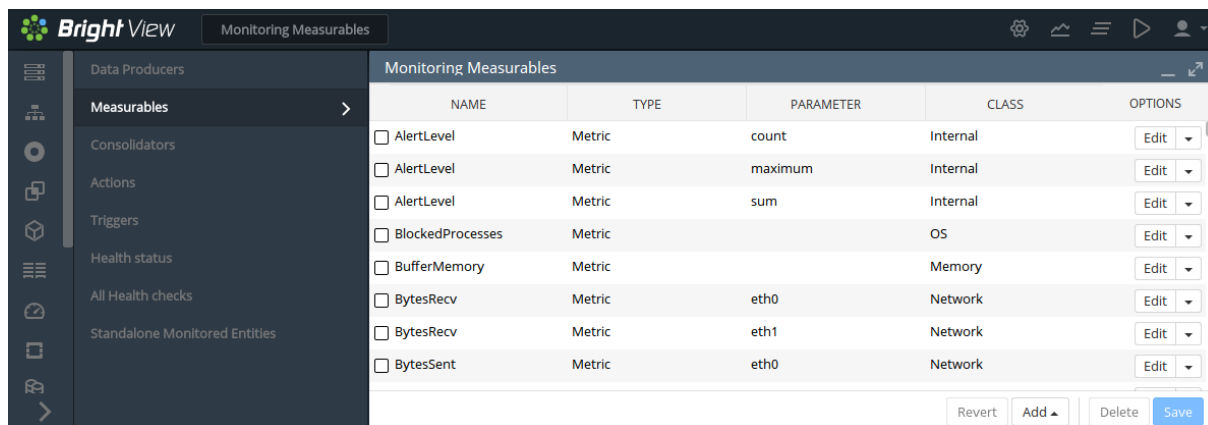 Bright View Monitoring Measurables
Data Producers
Measurables
Consolidators
Actions
Triggers
Health status
All Health checks
Standalone Monitored Entities
Monitoring Measurables
NAME TYPE PARAMETER CLASS OPTIONS
AlertLevel Metric count Internal Edit
AlertLevel Metric maximum Internal Edit
AlertLevel Metric sum Internal Edit
BlockedProcesses Metric OS Edit
BufferMemory Metric Memory Edit
BytesRecv Metric eth0 Network Edit
BytesRecv Metric eth1 Network Edit
BytesSent Metric eth0 Network Edit
Revert Add Delete Save